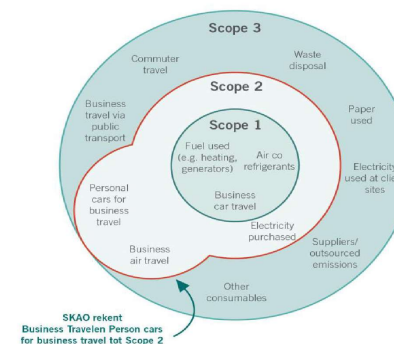 Scope 3
Commuter
travel
Waste
disposal
Scope 2
Business
travel via
public
transport
Scope 1
Paper
used
Fuel used
(e.g. heating,
generators)
Air co
refrigerants
Electricity
used at
sites
Personal
cars for
business
travel
Business
car travel
Electricity
purchased
Business
air travel
Suppliers/
outsourced
emissions
Other
consumables
SKAO rekent
Business Travelen Person cars
for business travel tot Scope 2